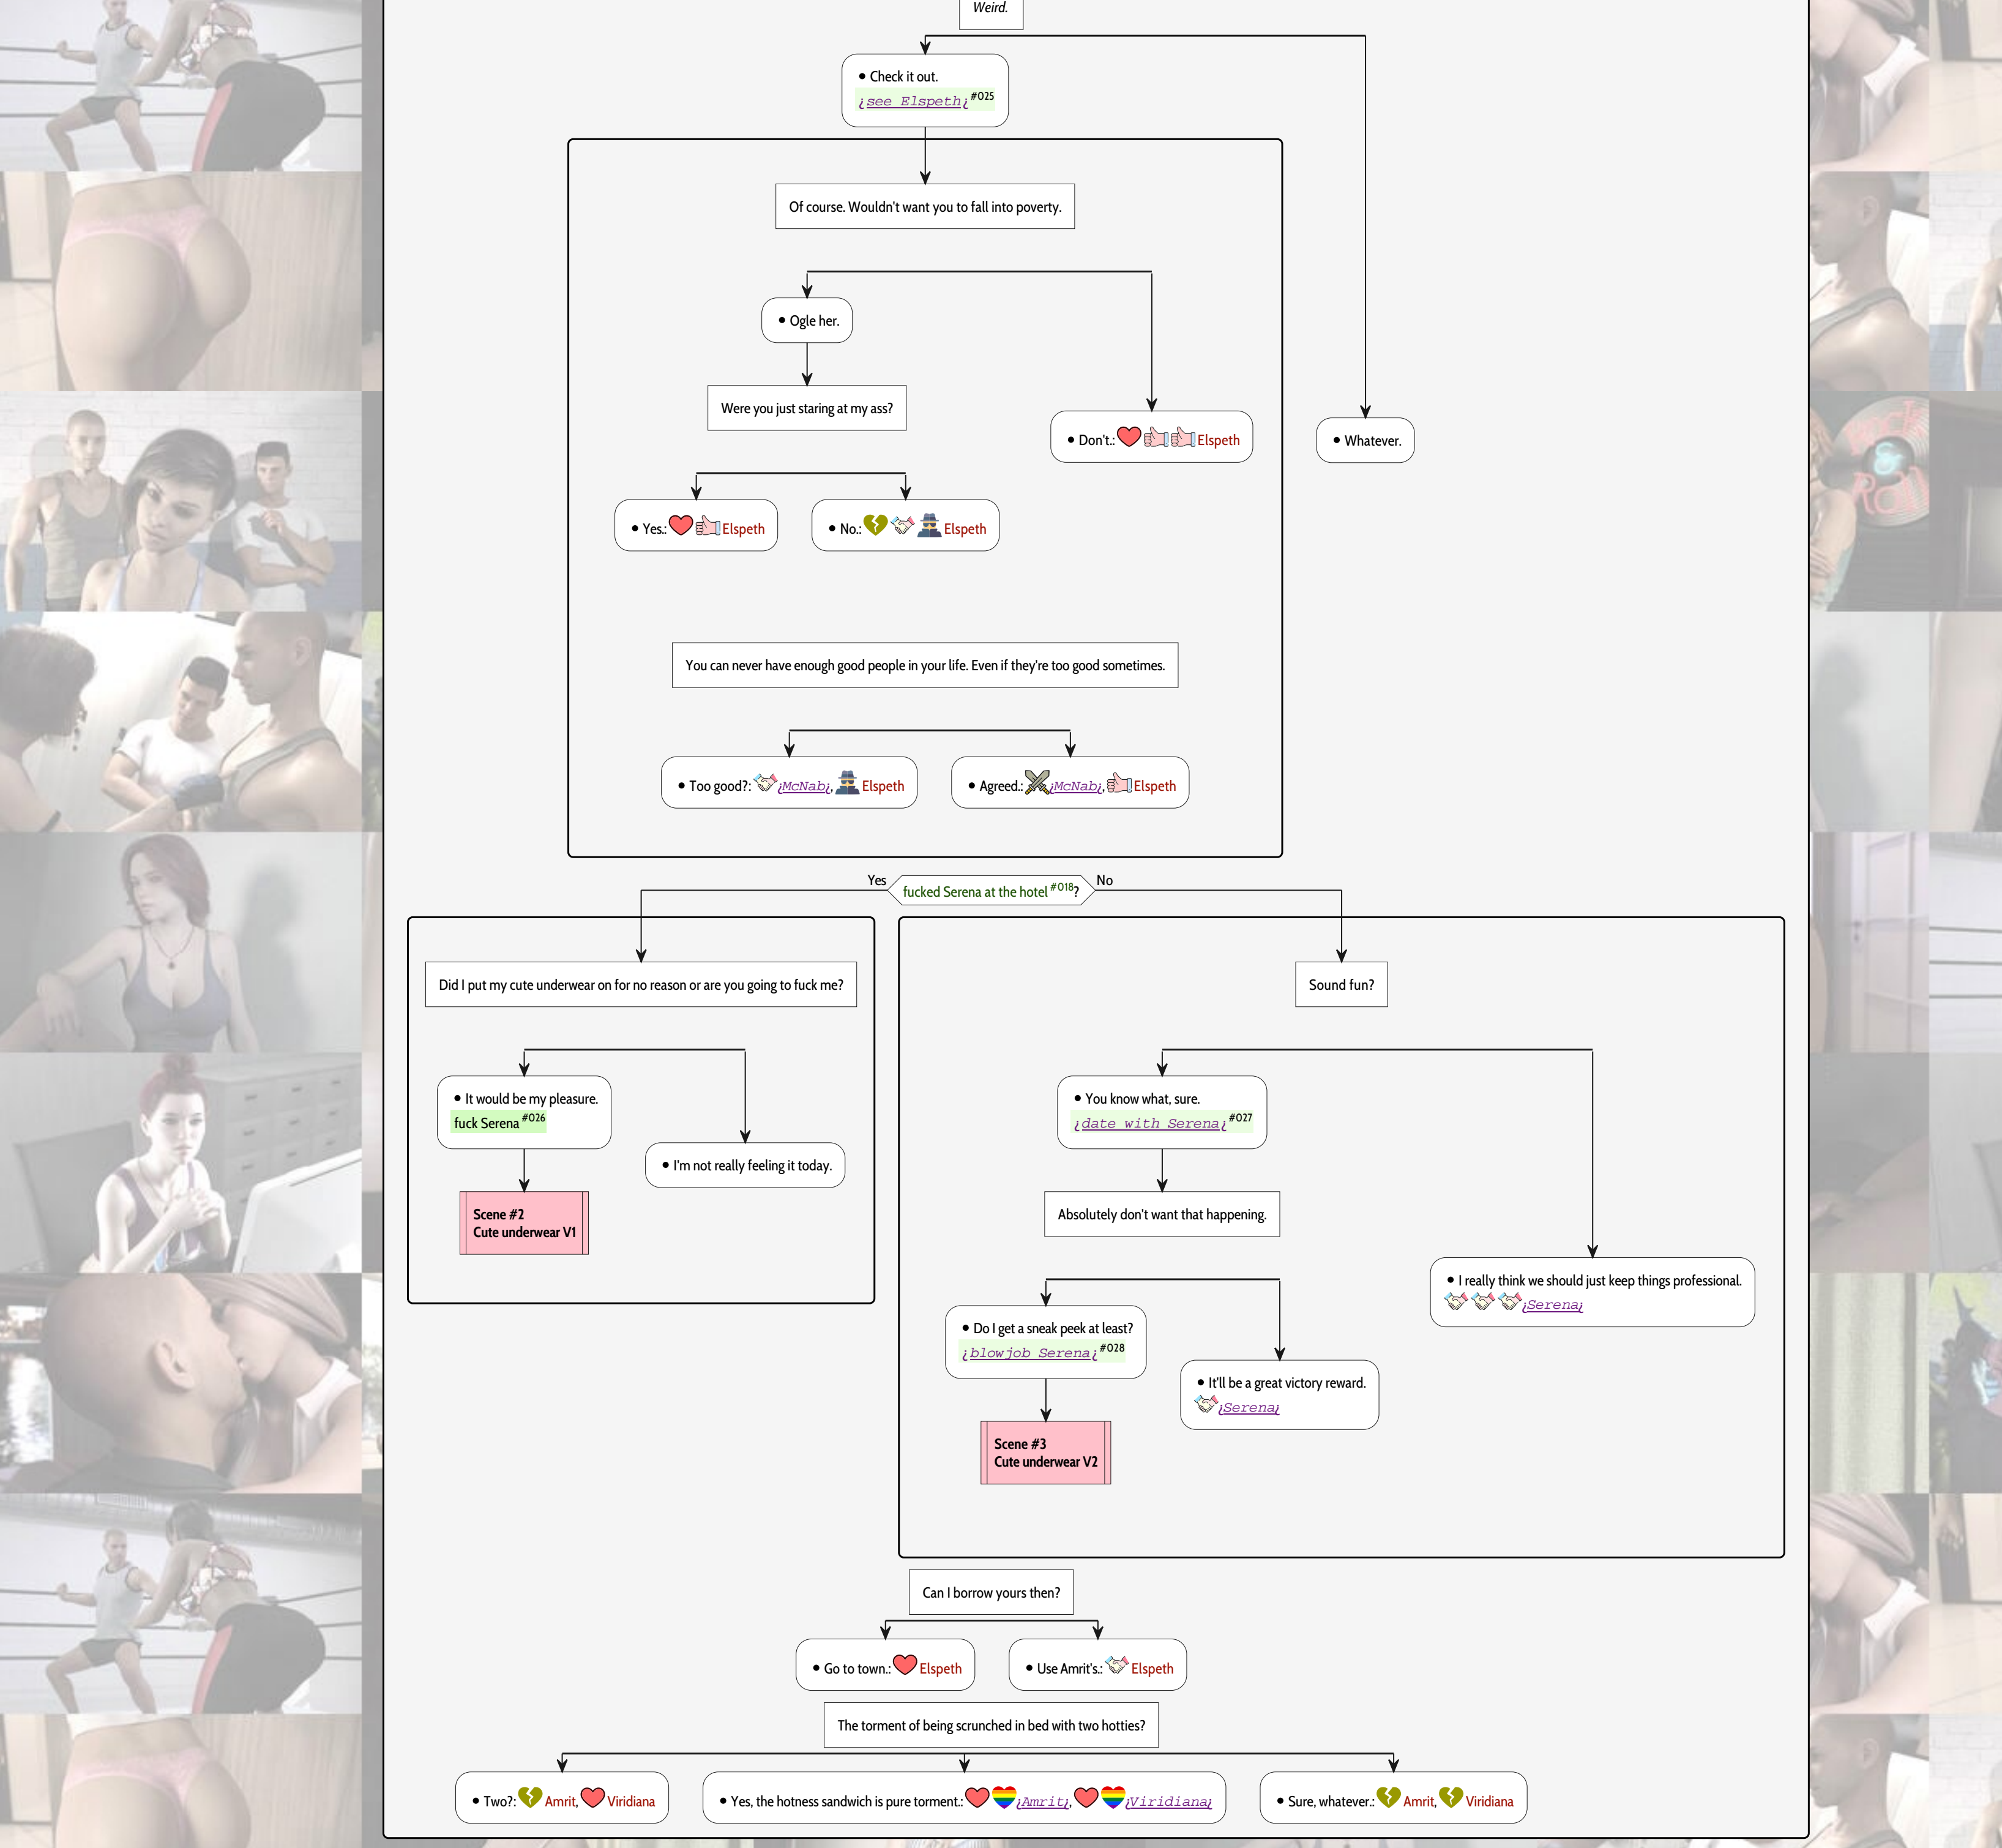 Weird.
• Check it out.
¿see Elspeth¿ #025
Of course. Wouldn't want you to fall into poverty.
• Ogle her.
Were you just staring at my ass?
• Don't.: Elspeth
• Whatever.
• Yes.: Elspeth
• No.: Elspeth
You can never have enough good people in your life. Even if they're too good sometimes.
• Too good?: ¿McNab¿, Elspeth
• Agreed.: ¿McNab¿, Elspeth
Yes
fucked Serena at the hotel #018?
No
Did I put my cute underwear on for no reason or are you going to fuck me?
• It would be my pleasure.
fuck Serena #026
• I'm not really feeling it today.
Scene #2
Cute underwear V1
Sound fun?
• You know what, sure.
¿date with Serena¿ #027
Absolutely don't want that happening.
• I really think we should just keep things professional.
¿Serena¿
• Do I get a sneak peek at least?
¿blowjob Serena¿ #028
• It'll be a great victory reward.
¿Serena¿
Scene #3
Cute underwear V2
Can I borrow yours then?
• Go to town.: Elspeth
• Use Amrit's.: Elspeth
The torment of being scrunched in bed with two hotties?
• Two?: Amrit, Viridiana
• Yes, the hotness sandwich is pure torment.: ¿Amrit¿, ¿Viridiana¿
• Sure, whatever.: Amrit, Viridiana
Rock
&
Roll